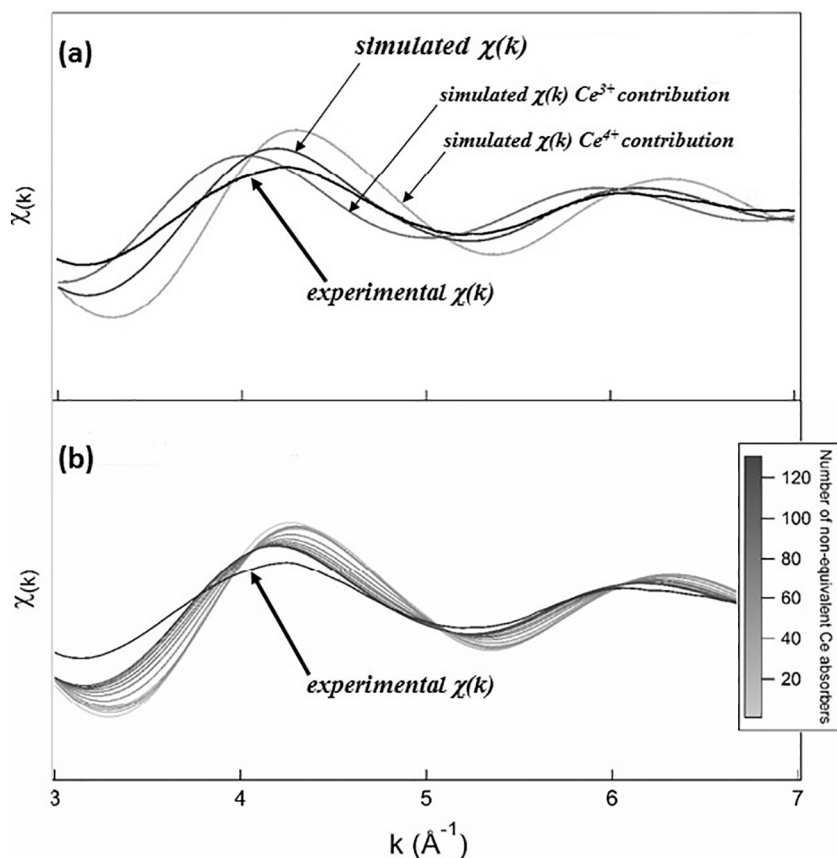 (a)
simulated χ(k)
simulated χ(k) Ce³⁺ contribution
simulated χ(k) Ce⁴⁺ contribution
χ(k)
experimental χ(k)
(b)
χ(k)
experimental χ(k)
120
100
80
60
40
20
Number of non-equivalent Ce absorbers
3
4
5
6
7
k (Å⁻¹)